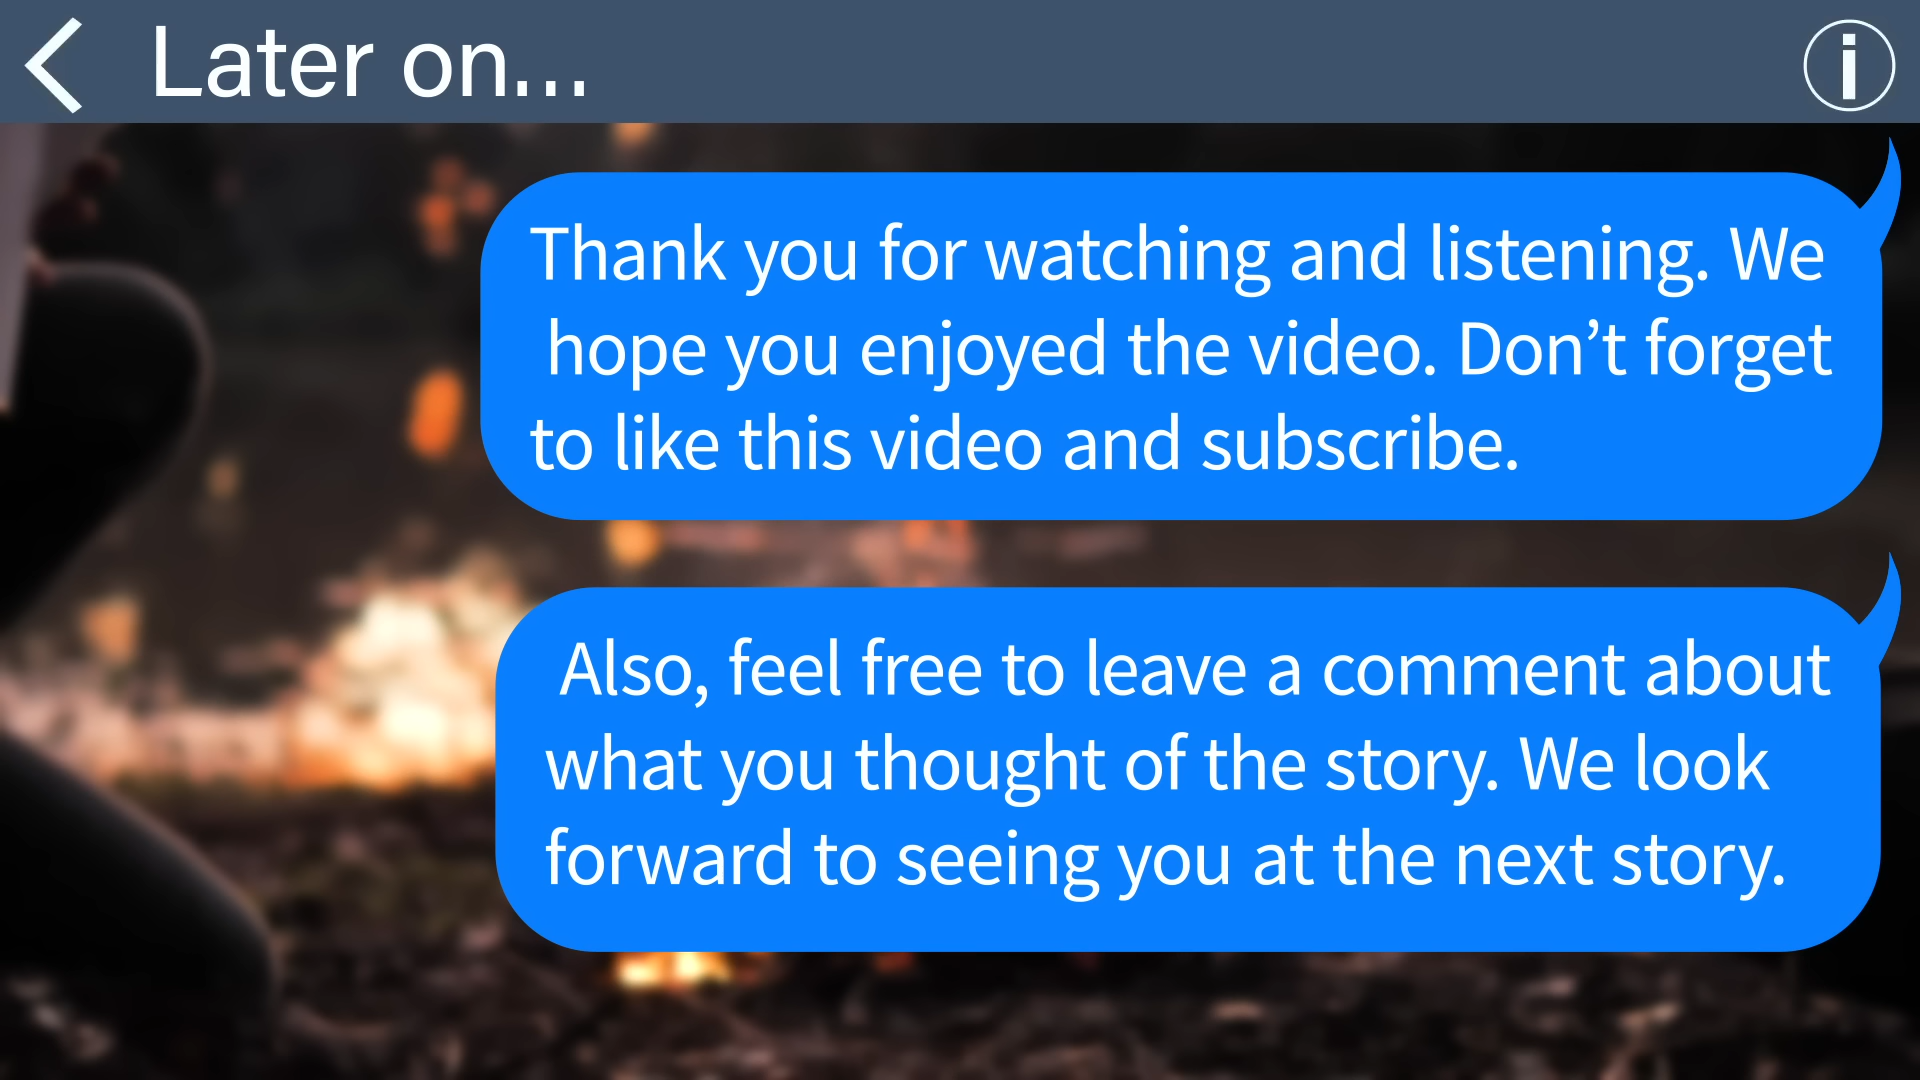 Later on...
Thank you for watching and listening. We
hope you enjoyed the video. Don’t forget
to like this video and subscribe.
Also, feel free to leave a comment about
what you thought of the story. We look
forward to seeing you at the next story.